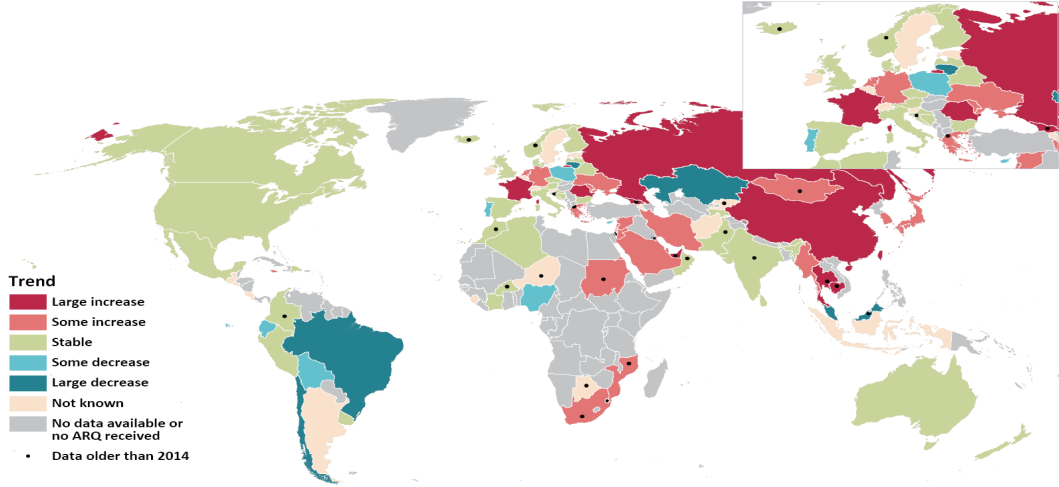 Trend
Large increase
Some increase
Stable
Some decrease
Large decrease
Not known
No data available or
no ARQ received
Data older than 2014